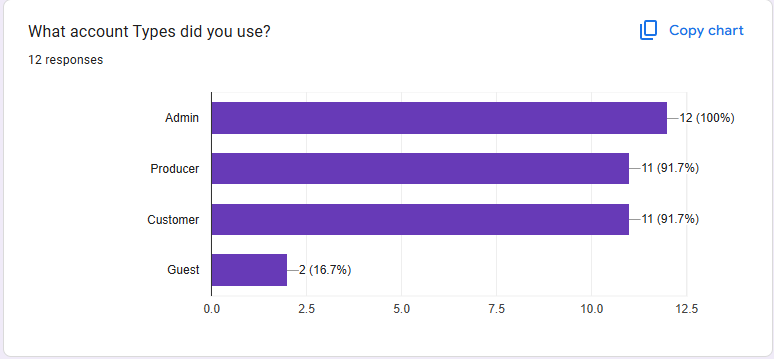 What account Types did you use?
Copy chart
12 responses
Admin
12 (100%)
Producer
11 (91.7%)
Customer
11 (91.7%)
Guest
2 (16.7%)
0.0 2.5 5.0 7.5 10.0 12.5